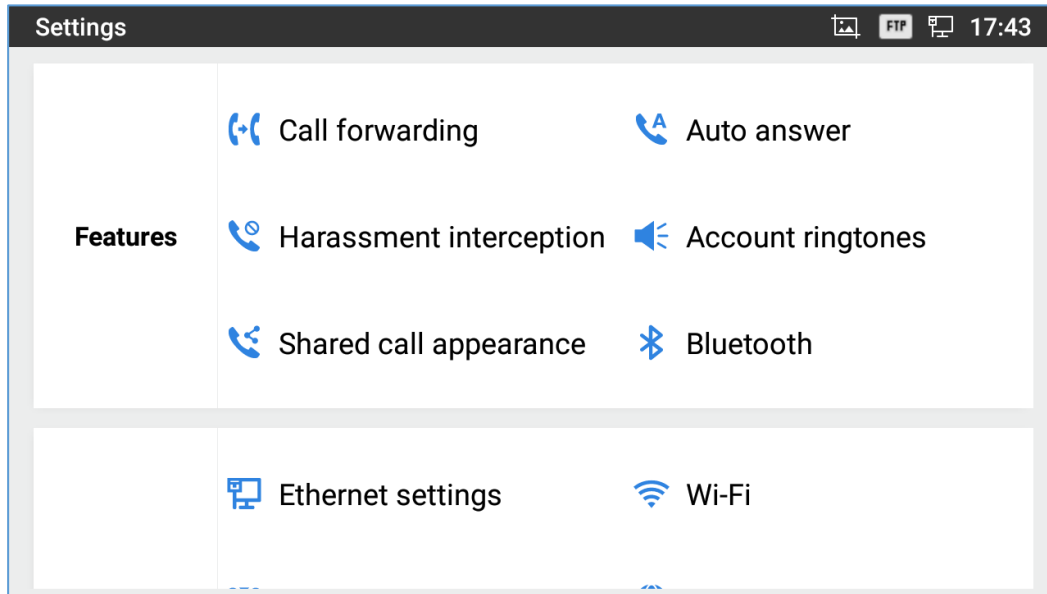 Settings FTP 17:43
Call forwarding A Auto answer
Features Harassment interception Account ringtones
Shared call appearance Bluetooth
Ethernet settings Wi-Fi